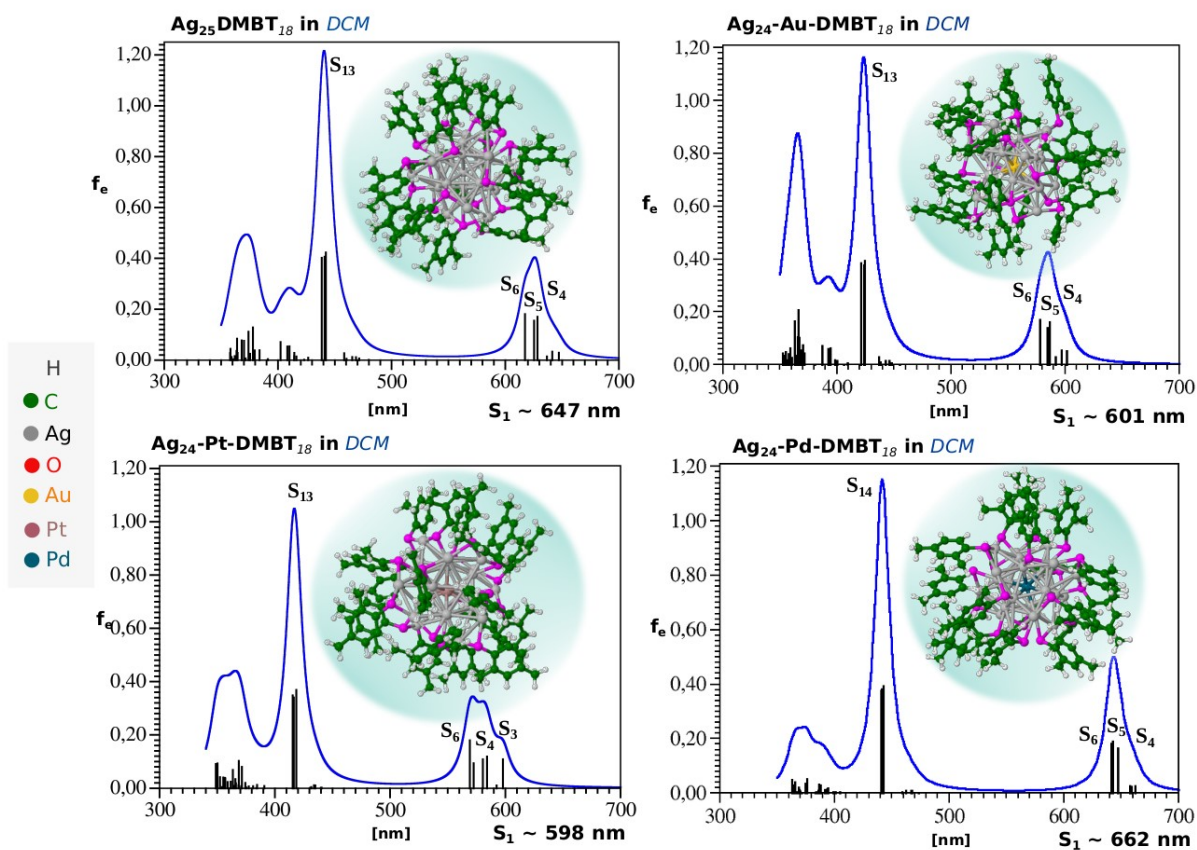 Ag25DMBT18 in DCM
1,20
1,00
0,80
fe
0,60
0,40
0,20
0,00
S13
S6
S5
S4
300 400 500 600 700
[nm]
S1 ~ 647 nm
Ag24-Au-DMBT18 in DCM
1,20
1,00
0,80
fe
0,60
0,40
0,20
0,00
S13
S6
S5
S4
300 400 500 600 700
[nm]
S1 ~ 601 nm
H
C
Ag
O
Au
Pt
Pd
Ag24-Pt-DMBT18 in DCM
1,20
1,00
0,80
fe
0,60
0,40
0,20
0,00
S13
S6
S4
S3
300 400 500 600 700
[nm]
S1 ~ 598 nm
Ag24-Pd-DMBT18 in DCM
1,20
1,00
0,80
fe
0,60
0,40
0,20
0,00
S14
S6
S5
S4
300 400 500 600 700
[nm]
S1 ~ 662 nm